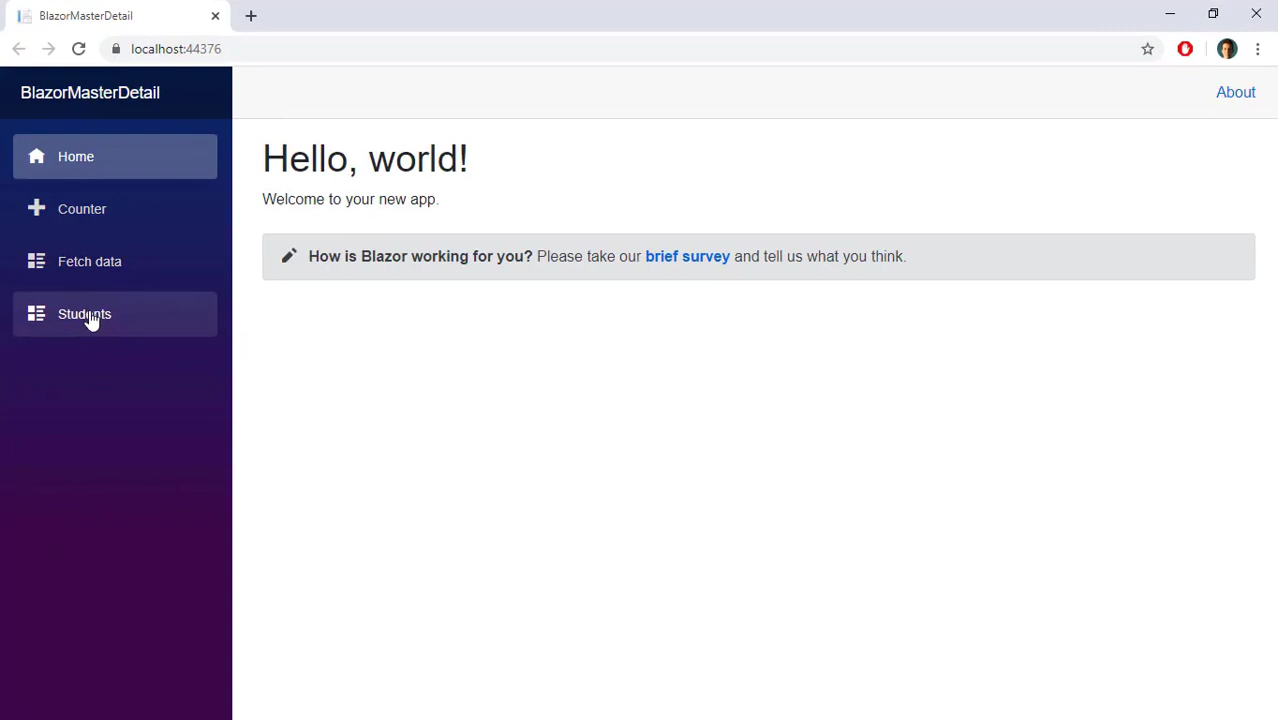 BlazorMasterDetail
localhost:44376
BlazorMasterDetail
About
Home
Counter
Fetch data
Students
Hello, world!
Welcome to your new app.
How is Blazor working for you? Please take our brief survey and tell us what you think.